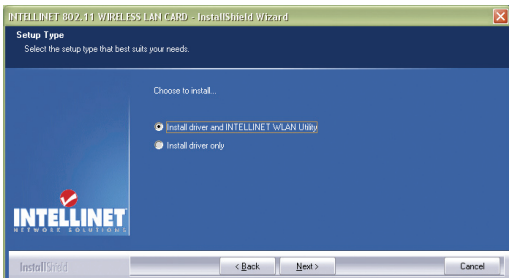 INTELLINET 802.11 WIRELESS LAN CARD - InstallShield Wizard
Setup Type
Select the setup type that best suits your needs.
Choose to install...
Install driver and INTELLINET WLAN Utility
Install driver only
INTELLINET
NETWORK SOLUTIONS
InstallShield
< Back
Next >
Cancel